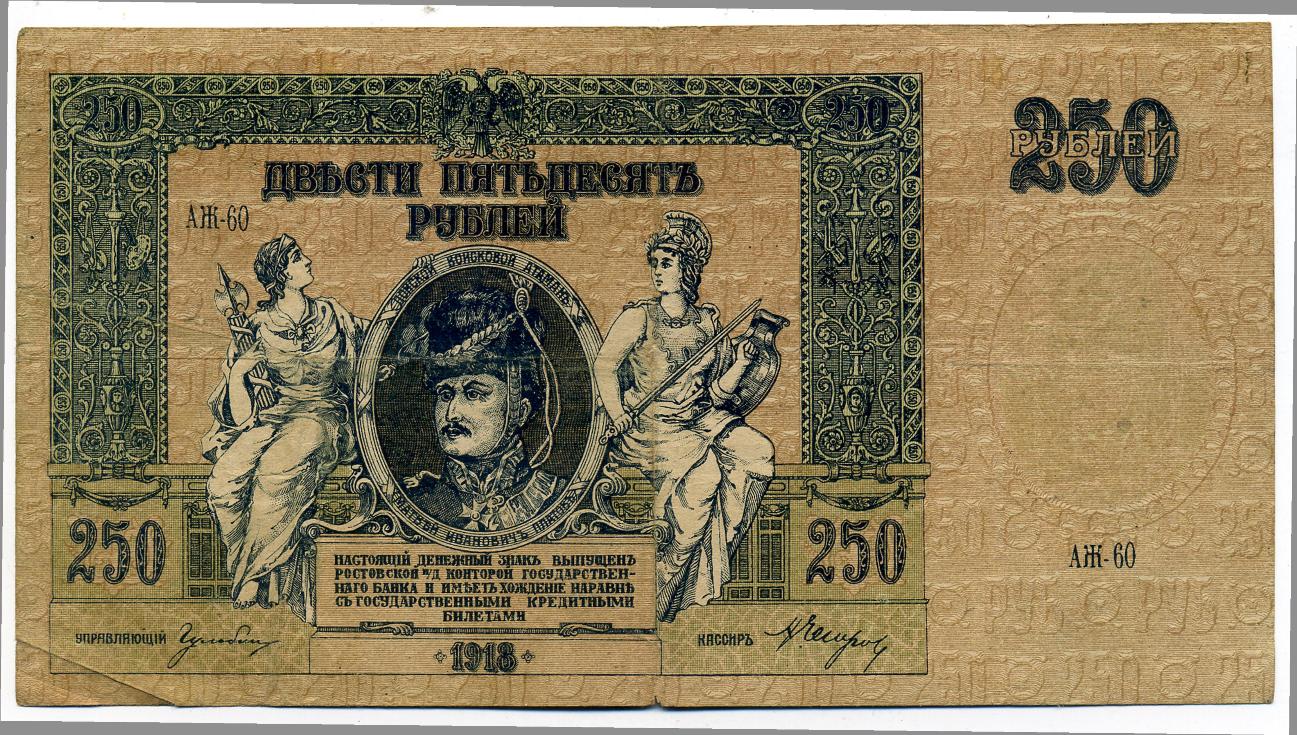 250
250
250
РУБЛЕЙ
ДВѢСТИ ПЯТЬДЕСЯТЪ
РУБЛЕЙ
АЖ-60
ДОНСКОЙ ВОЙСКОВОЙ АТАМАНЪ
МАТВѢЙ ИВАНОВИЧЪ ПЛАТОВЪ
250
250
АЖ-60
НАСТОЯЩІЙ ДЕНЕЖНЫЙ ЗНАКЪ ВЫПУЩЕНЪ
РОСТОВСКОЙ Н/Д КОНТОРОЙ ГОСУДАРСТВЕН-
НАГО БАНКА И ИМѢЕТЪ ХОЖДЕНІЕ НАРАВНѢ
СЪ ГОСУДАРСТВЕННЫМИ КРЕДИТНЫМИ
БИЛЕТАМИ
УПРАВЛЯЮЩІЙ
КАССИРЪ
1918